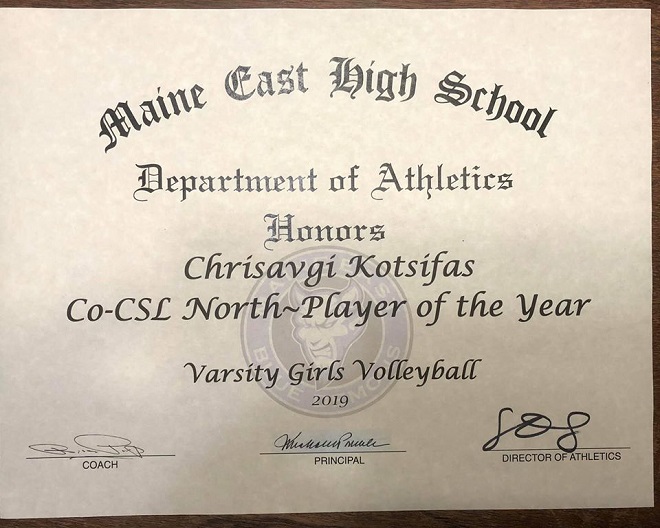 Maine East High School
Department of Athletics
Honors
Chrisavgi Kotsifas
Co-CSL North~Player of the Year
Varsity Girls Volleyball
2019
COACH
PRINCIPAL
DIRECTOR OF ATHLETICS